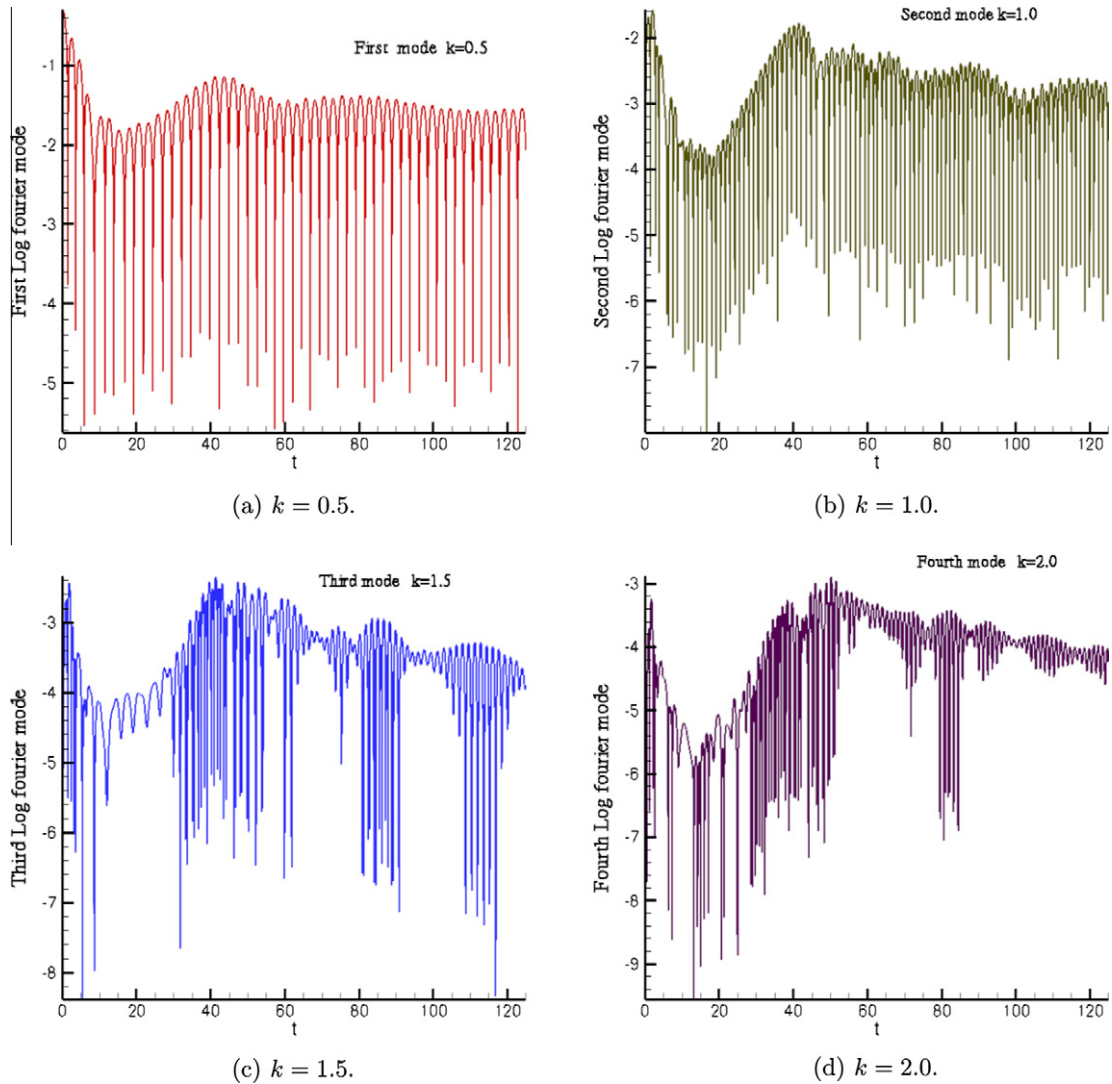 First mode k=0.5
First Log fourier mode
-1
-2
-3
-4
-5
0 20 40 60 80 100 120
t
(a) k = 0.5.
Second mode k=1.0
Second Log fourier mode
-2
-3
-4
-5
-6
-7
0 20 40 60 80 100 120
t
(b) k = 1.0.
Third mode k=1.5
Third Log fourier mode
-3
-4
-5
-6
-7
-8
0 20 40 60 80 100 120
t
(c) k = 1.5.
Fourth mode k=2.0
Fourth Log fourier mode
-3
-4
-5
-6
-7
-8
-9
0 20 40 60 80 100 120
t
(d) k = 2.0.